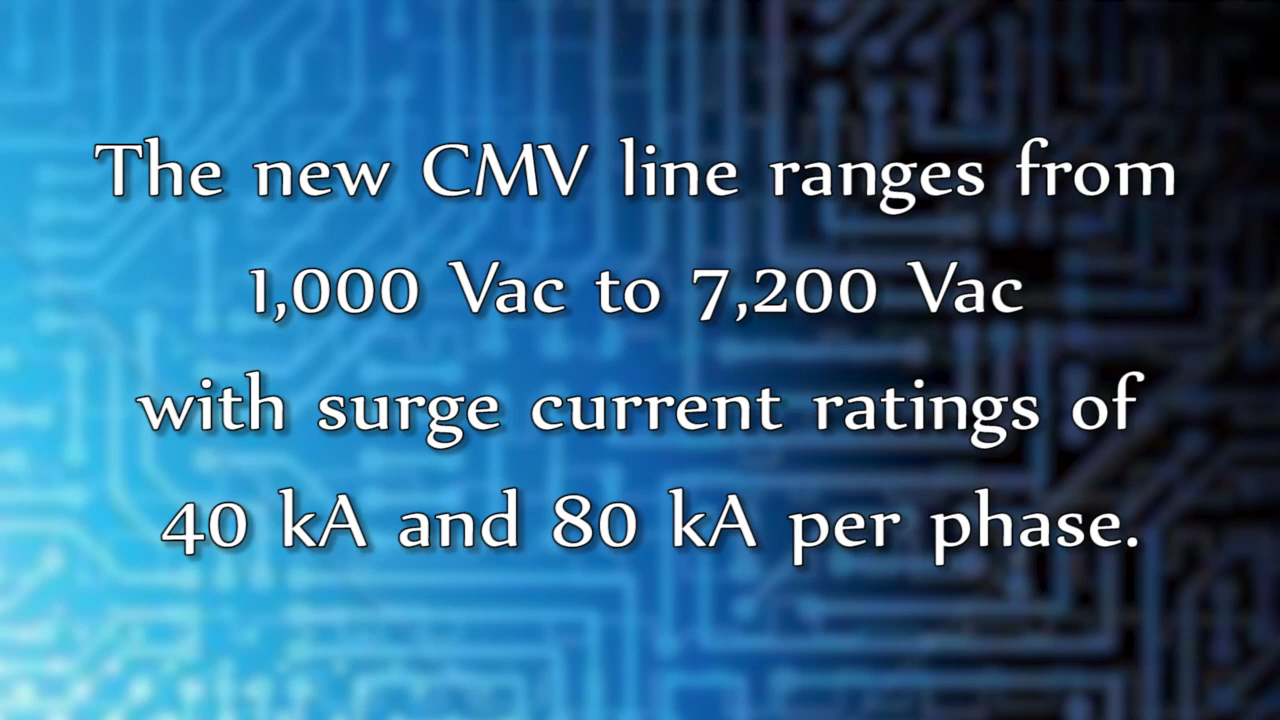 The new CMV line ranges from
1,000 Vac to 7,200 Vac
with surge current ratings of
40 kA and 80 kA per phase.